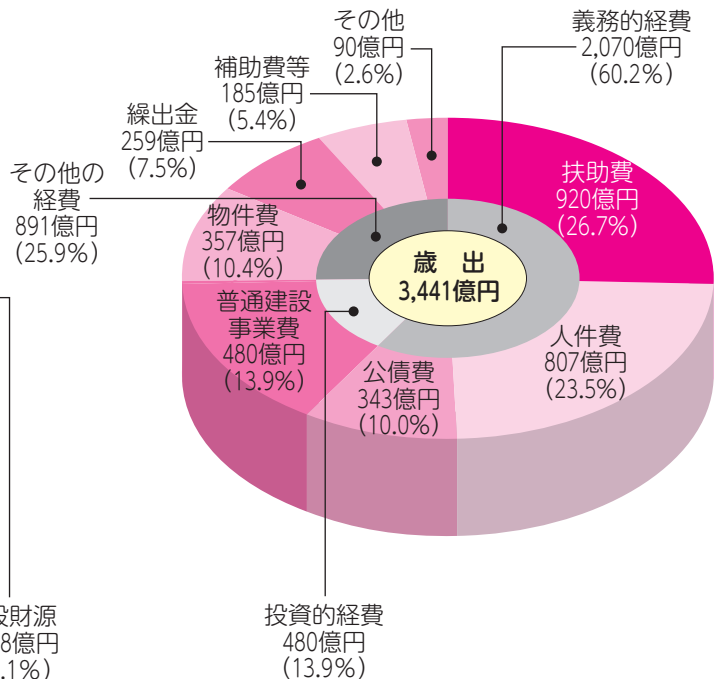 その他
90億円
(2.6%)
義務的経費
2,070億円
(60.2%)
補助費等
185億円
(5.4%)
繰出金
259億円
(7.5%)
その他の
経費
891億円
(25.9%)
物件費
357億円
(10.4%)
扶助費
920億円
(26.7%)
歳 出
3,441億円
普通建設
事業費
480億円
(13.9%)
公債費
343億円
(10.0%)
人件費
807億円
(23.5%)
投資的経費
480億円
(13.9%)
財源
8億円
.1%)